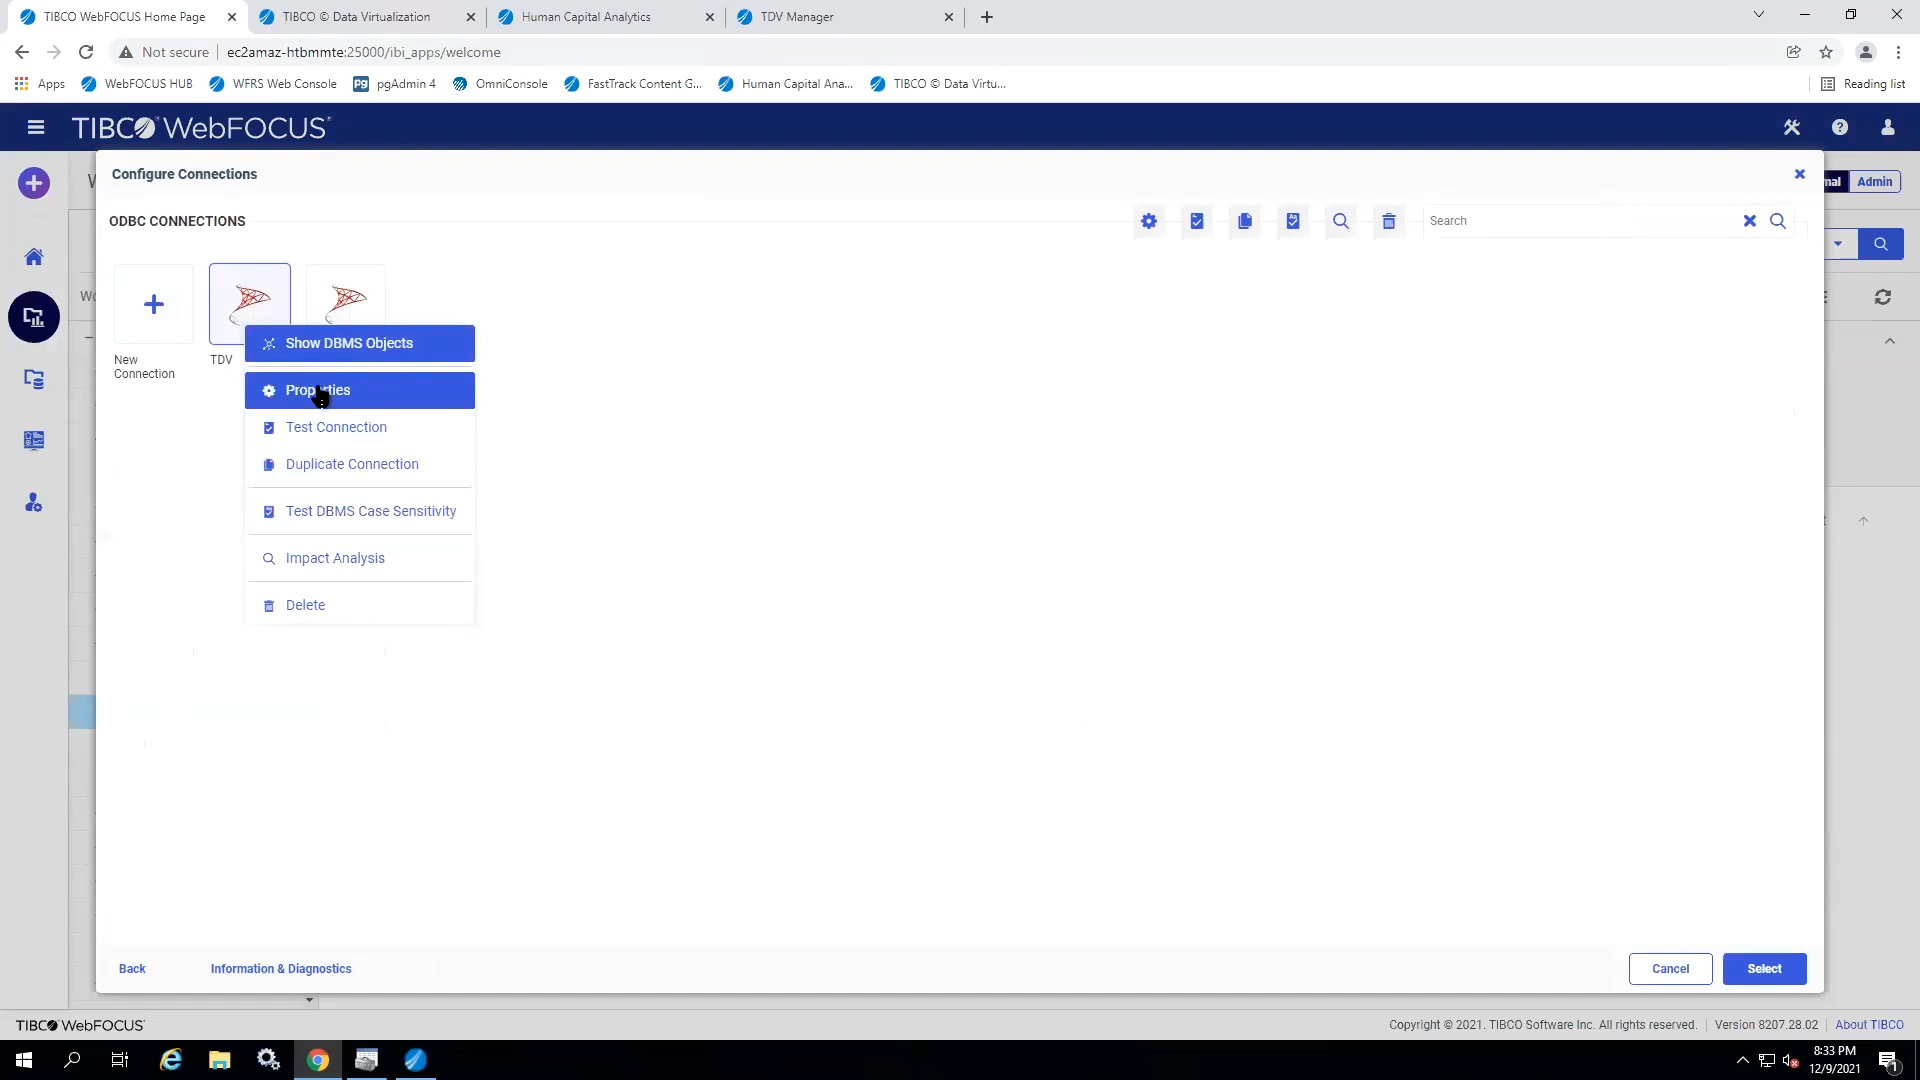 TIBCO WebFOCUS Home Page
TIBCO © Data Virtualization
Human Capital Analytics
TDV Manager
Not secure
ec2amaz-htbmmte:25000/ibi_apps/welcome
Apps
WebFOCUS HUB
WFRS Web Console
pgAdmin 4
OmniConsole
FastTrack Content G...
Human Capital Ana...
TIBCO © Data Virtu...
Reading list
TIBCO WebFOCUS®
Configure Connections
Admin
ODBC CONNECTIONS
Search
New
Connection
TDV
Show DBMS Objects
Properties
Test Connection
Duplicate Connection
Test DBMS Case Sensitivity
Impact Analysis
Delete
Back
Information & Diagnostics
Cancel
Select
TIBCO WebFOCUS®
Copyright © 2021. TIBCO Software Inc. All rights reserved.
Version 8207.28.02
About TIBCO
8:33 PM
12/9/2021
1